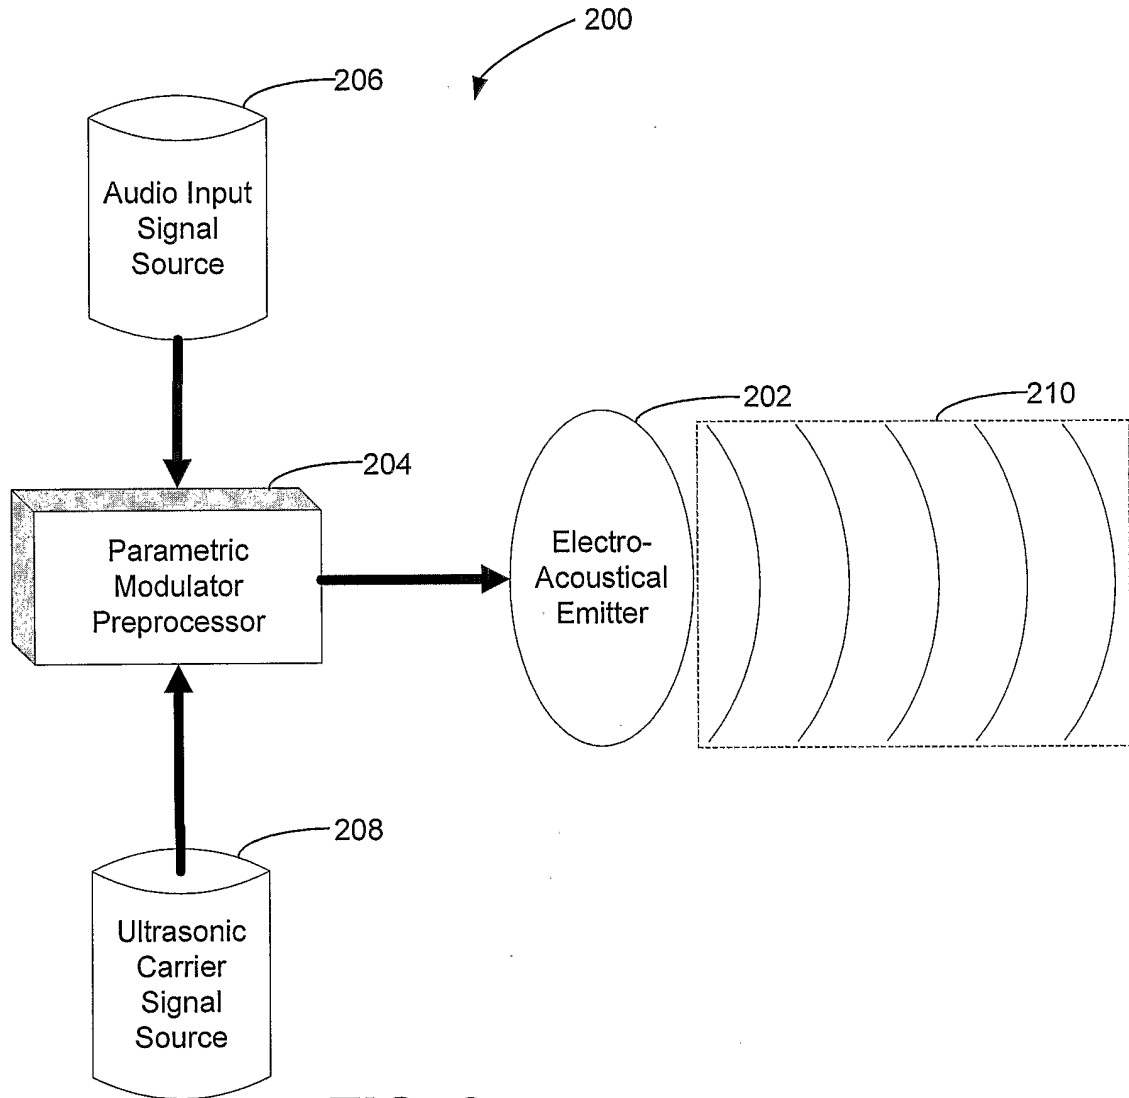 200
206
Audio Input
Signal
Source
204
Parametric
Modulator
Preprocessor
202
Electro-
Acoustical
Emitter
210
208
Ultrasonic
Carrier
Signal
Source